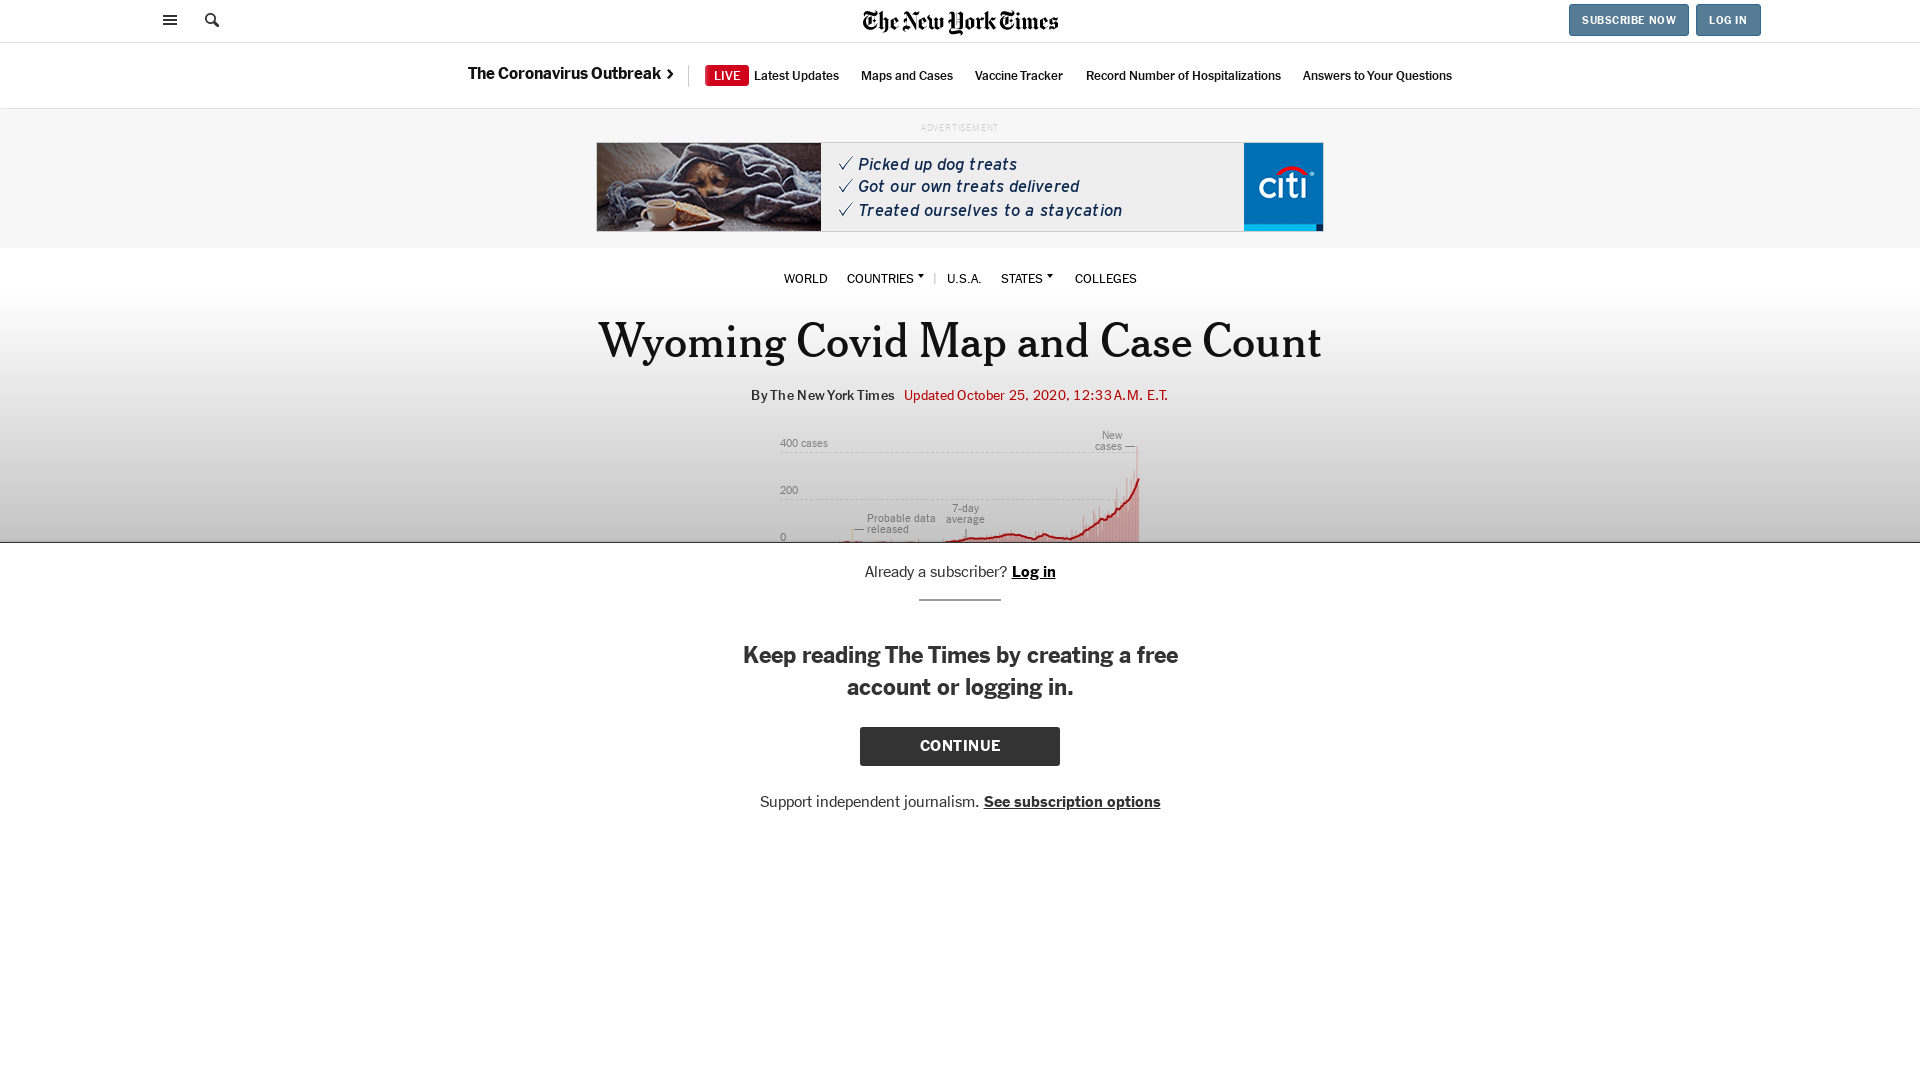 The New York Times
SUBSCRIBE NOW
LOG IN
The Coronavirus Outbreak
LIVE Latest Updates
Maps and Cases
Vaccine Tracker
Record Number of Hospitalizations
Answers to Your Questions
ADVERTISEMENT
Picked up dog treats
Got our own treats delivered
Treated ourselves to a staycation
citi
WORLD
COUNTRIES
U.S.A.
STATES
COLLEGES
Wyoming Covid Map and Case Count
By The New York Times Updated October 25, 2020, 12:33 A.M. E.T.
400 cases
New
cases
200
7-day
average
Probable data
released
0
Already a subscriber? Log in
Keep reading The Times by creating a free
account or logging in.
CONTINUE
Support independent journalism. See subscription options